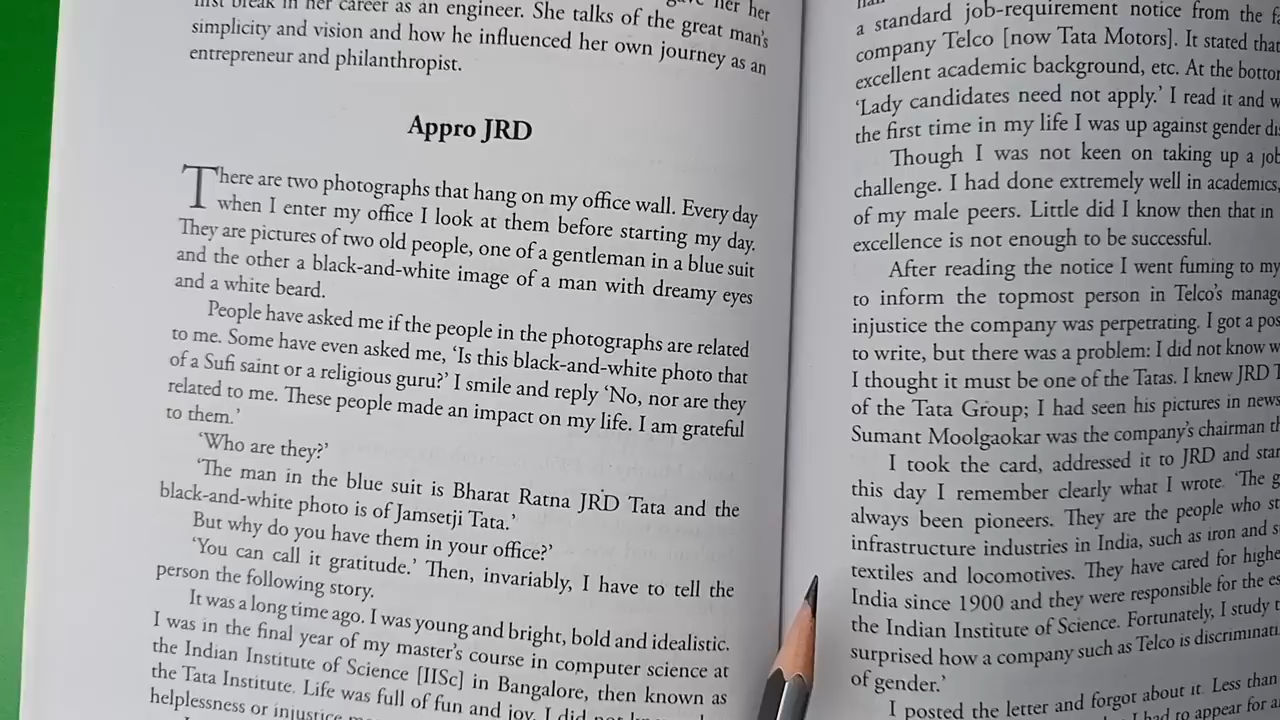 break in her career as an engineer. She talks of the great man's
simplicity and vision and how he influenced her own journey as an
entrepreneur and philanthropist.
Appro JRD
There are two photographs that hang on my office wall. Every day
when I enter my office I look at them before starting my day.
They are pictures of two old people, one of a gentleman in a blue suit
and the other a black-and-white image of a man with dreamy eyes
and a white beard.
People have asked me if the people in the photographs are related
to me. Some have even asked me, 'Is this black-and-white photo that
of a Sufi saint or a religious guru?' I smile and reply 'No, nor are they
related to me. These people made an impact on my life. I am grateful
to them.'
'Who are they?'
'The man in the blue suit is Bharat Ratna JRD Tata and the
black-and-white photo is of Jamsetji Tata.'
But why do you have them in your office?'
'You can call it gratitude.' Then, invariably, I have to tell the
person the following story.
It was a long time ago. I was young and bright, bold and idealistic.
I was in the final year of my master's course in computer science at
the Indian Institute of Science [IISc] in Bangalore, then known as
the Tata Institute. Life was full of fun and joy. I did not
helplessness or injustice
a standard job-requirement notice from the
company Telco [now Tata Motors]. It stated that
excellent academic background, etc. At the
'Lady candidates need not apply.' I read it and
the first time in my life I was up against gender
Though I was not keen on taking up a job
challenge. I had done extremely well in academics,
of my male peers. Little did I know then that in
excellence is not enough to be successful.
After reading the notice I went fuming to my
to inform the topmost person in Telco's
injustice the company was perpetrating. I got a
to write, but there was a problem: I did not know
I thought it must be one of the Tatas. I knew JRD
of the Tata Group; I had seen his pictures in
Sumant Moolgaokar was the company's chairman
I took the card, addressed it to JRD and
this day I remember clearly what I wrote. 'The
always been pioneers. They are the people who
infrastructure industries in India, such as iron and
textiles and locomotives. They have cared for
India since 1900 and they were responsible for the
the Indian Institute of Science. Fortunately, I study
surprised how a company such as Telco is
of gender.'
I posted the letter and forgot about it. Less than
I had to appear for